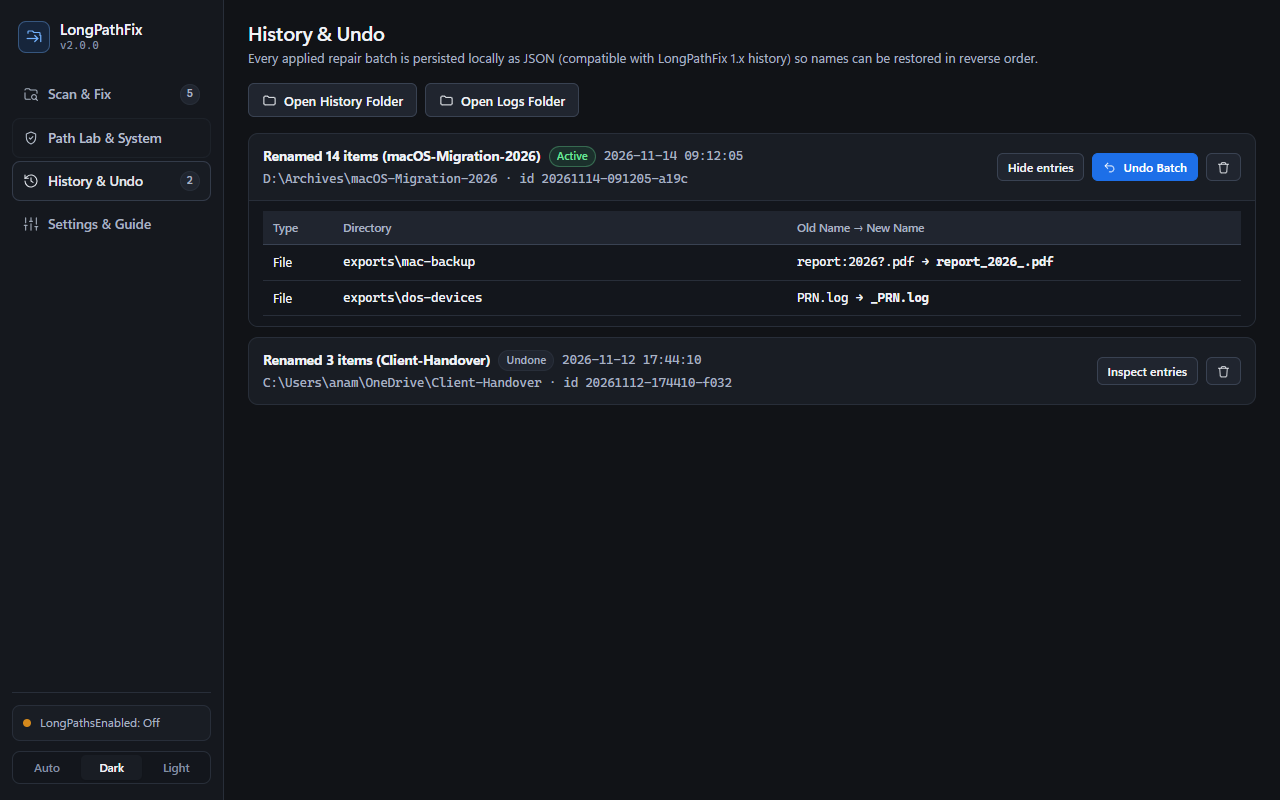 LongPathFix
v2.0.0
Scan & Fix 5
Path Lab & System
History & Undo 2
Settings & Guide
LongPathsEnabled: Off
Auto Dark Light
History & Undo
Every applied repair batch is persisted locally as JSON (compatible with LongPathFix 1.x history) so names can be restored in reverse order.
Open History Folder Open Logs Folder
Renamed 14 items (macOS-Migration-2026) Active 2026-11-14 09:12:05
D:\Archives\macOS-Migration-2026 · id 20261114-091205-a19c
Hide entries Undo Batch
Type Directory Old Name → New Name
File exports\mac-backup report:2026?.pdf → report_2026_.pdf
File exports\dos-devices PRN.log → _PRN.log
Renamed 3 items (Client-Handover) Undone 2026-11-12 17:44:10
C:\Users\anam\OneDrive\Client-Handover · id 20261112-174410-f032
Inspect entries